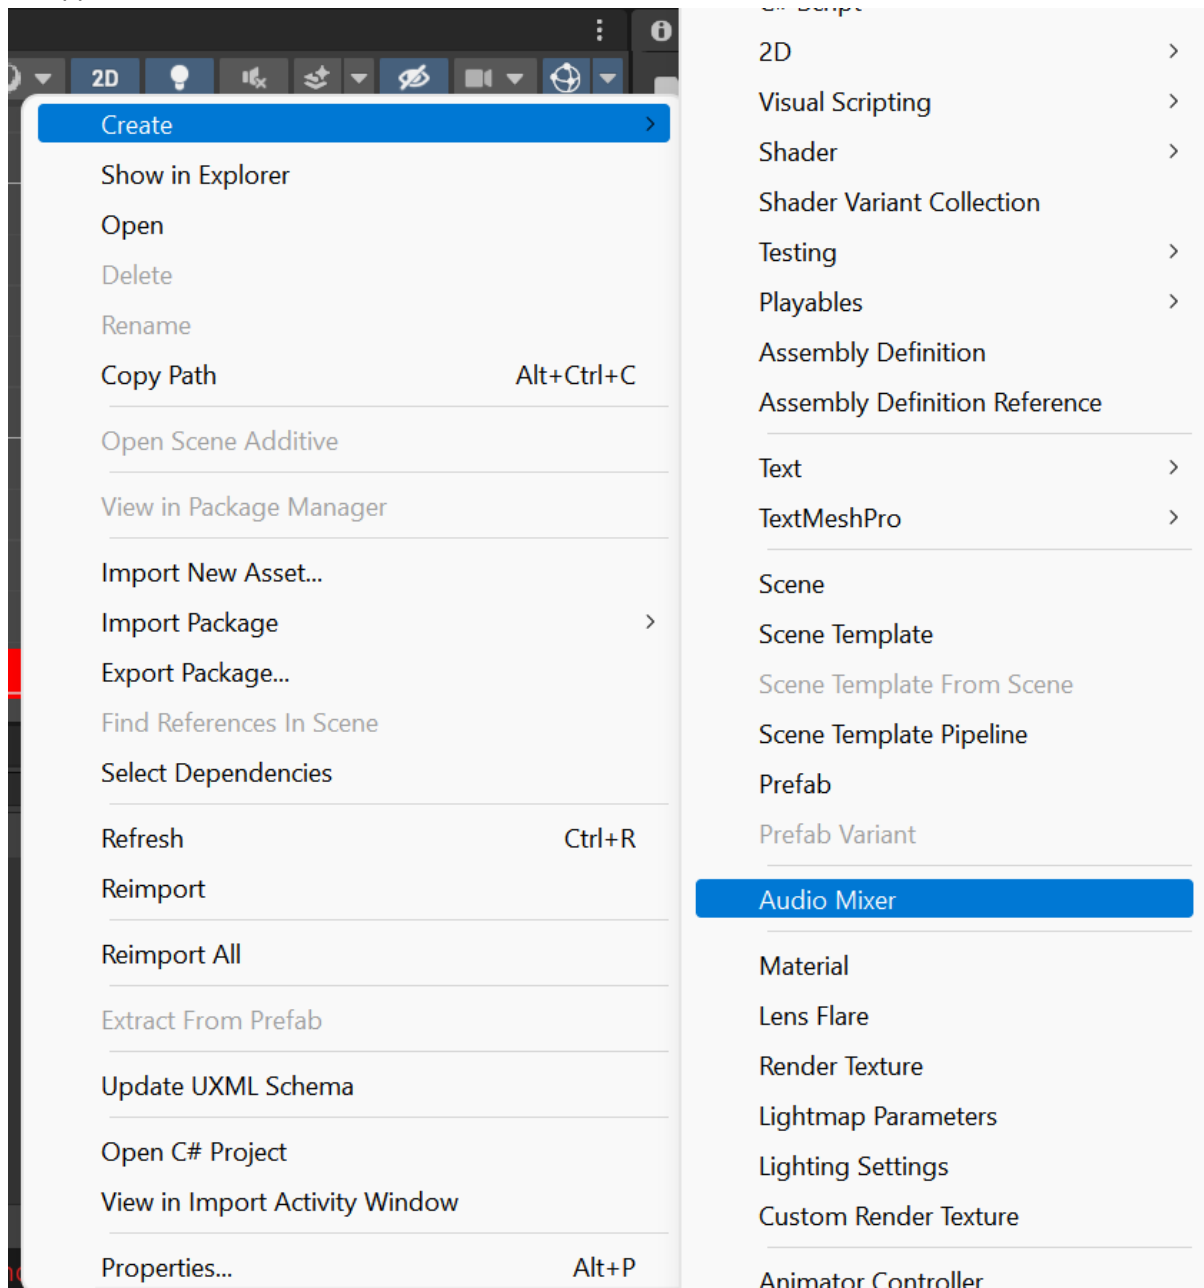 2D
Create
Show in Explorer
Open
Delete
Rename
Copy Path Alt+Ctrl+C
Open Scene Additive
View in Package Manager
Import New Asset...
Import Package
Export Package...
Find References In Scene
Select Dependencies
Refresh Ctrl+R
Reimport
Reimport All
Extract From Prefab
Update UXML Schema
Open C# Project
View in Import Activity Window
Properties... Alt+P
2D
Visual Scripting
Shader
Shader Variant Collection
Testing
Playables
Assembly Definition
Assembly Definition Reference
Text
TextMeshPro
Scene
Scene Template
Scene Template From Scene
Scene Template Pipeline
Prefab
Prefab Variant
Audio Mixer
Material
Lens Flare
Render Texture
Lightmap Parameters
Lighting Settings
Custom Render Texture
Animator Controller